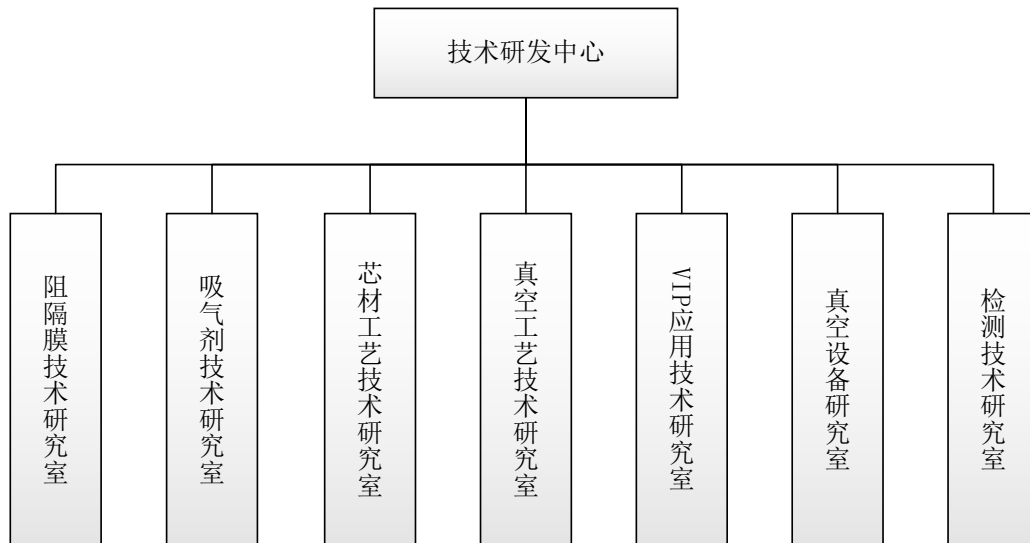 技术研发中心
阻隔膜技术研究室
吸气剂技术研究室
芯材工艺技术研究室
真空工艺技术研究室
VIP应用技术研究室
真空设备研究室
检测技术研究室